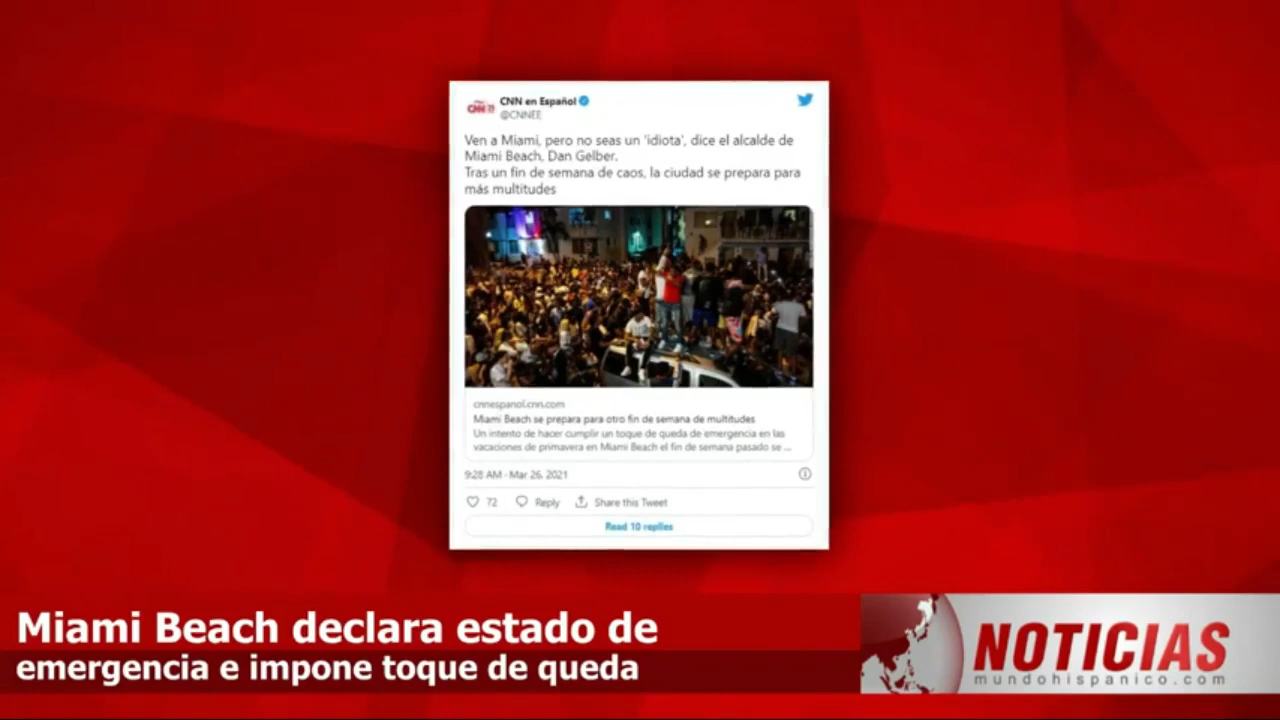 CNN en Español
@CNNEE
Ven a Miami, pero no seas un 'idiota', dice el alcalde de
Miami Beach, Dan Gelber.
Tras un fin de semana de caos, la ciudad se prepara para
más multitudes
cnnespanol.cnn.com
Miami Beach se prepara para otro fin de semana de multitudes
Un intento de hacer cumplir un toque de queda de emergencia en las
vacaciones de primavera en Miami Beach el fin de semana pasado se ...
9:28 AM · Mar 26, 2021
72 Reply Share this Tweet
Read 10 replies
Miami Beach declara estado de
emergencia e impone toque de queda
NOTICIAS
mundohispanico.com